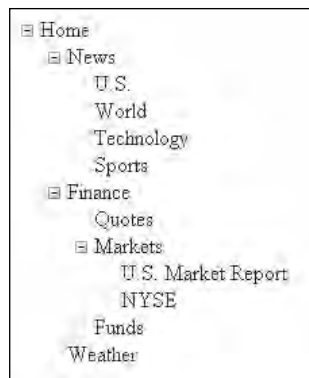 Home
News
U.S.
World
Technology
Sports
Finance
Quotes
Markets
U.S. Market Report
NYSE
Funds
Weather